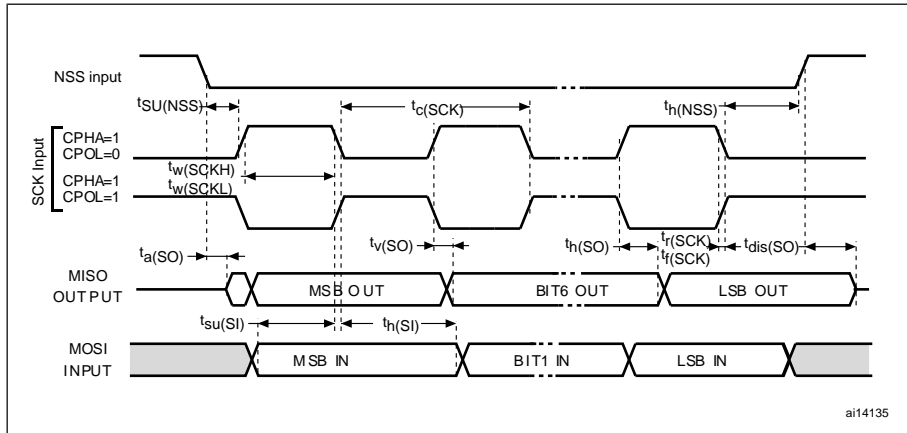 NSS input
tSU(NSS)
tc(SCK)
th(NSS)
SCK Input
CPHA=1
CPOL=0
tw(SCKH)
tw(SCKL)
CPHA=1
CPOL=1
ta(SO)
tv(SO)
th(SO)
tr(SCK)
tf(SCK)
tdis(SO)
MISO
OUTPUT
MSB OUT
BIT6 OUT
LSB OUT
tsu(SI)
th(SI)
MOSI
INPUT
MSB IN
BIT1 IN
LSB IN
ai14135